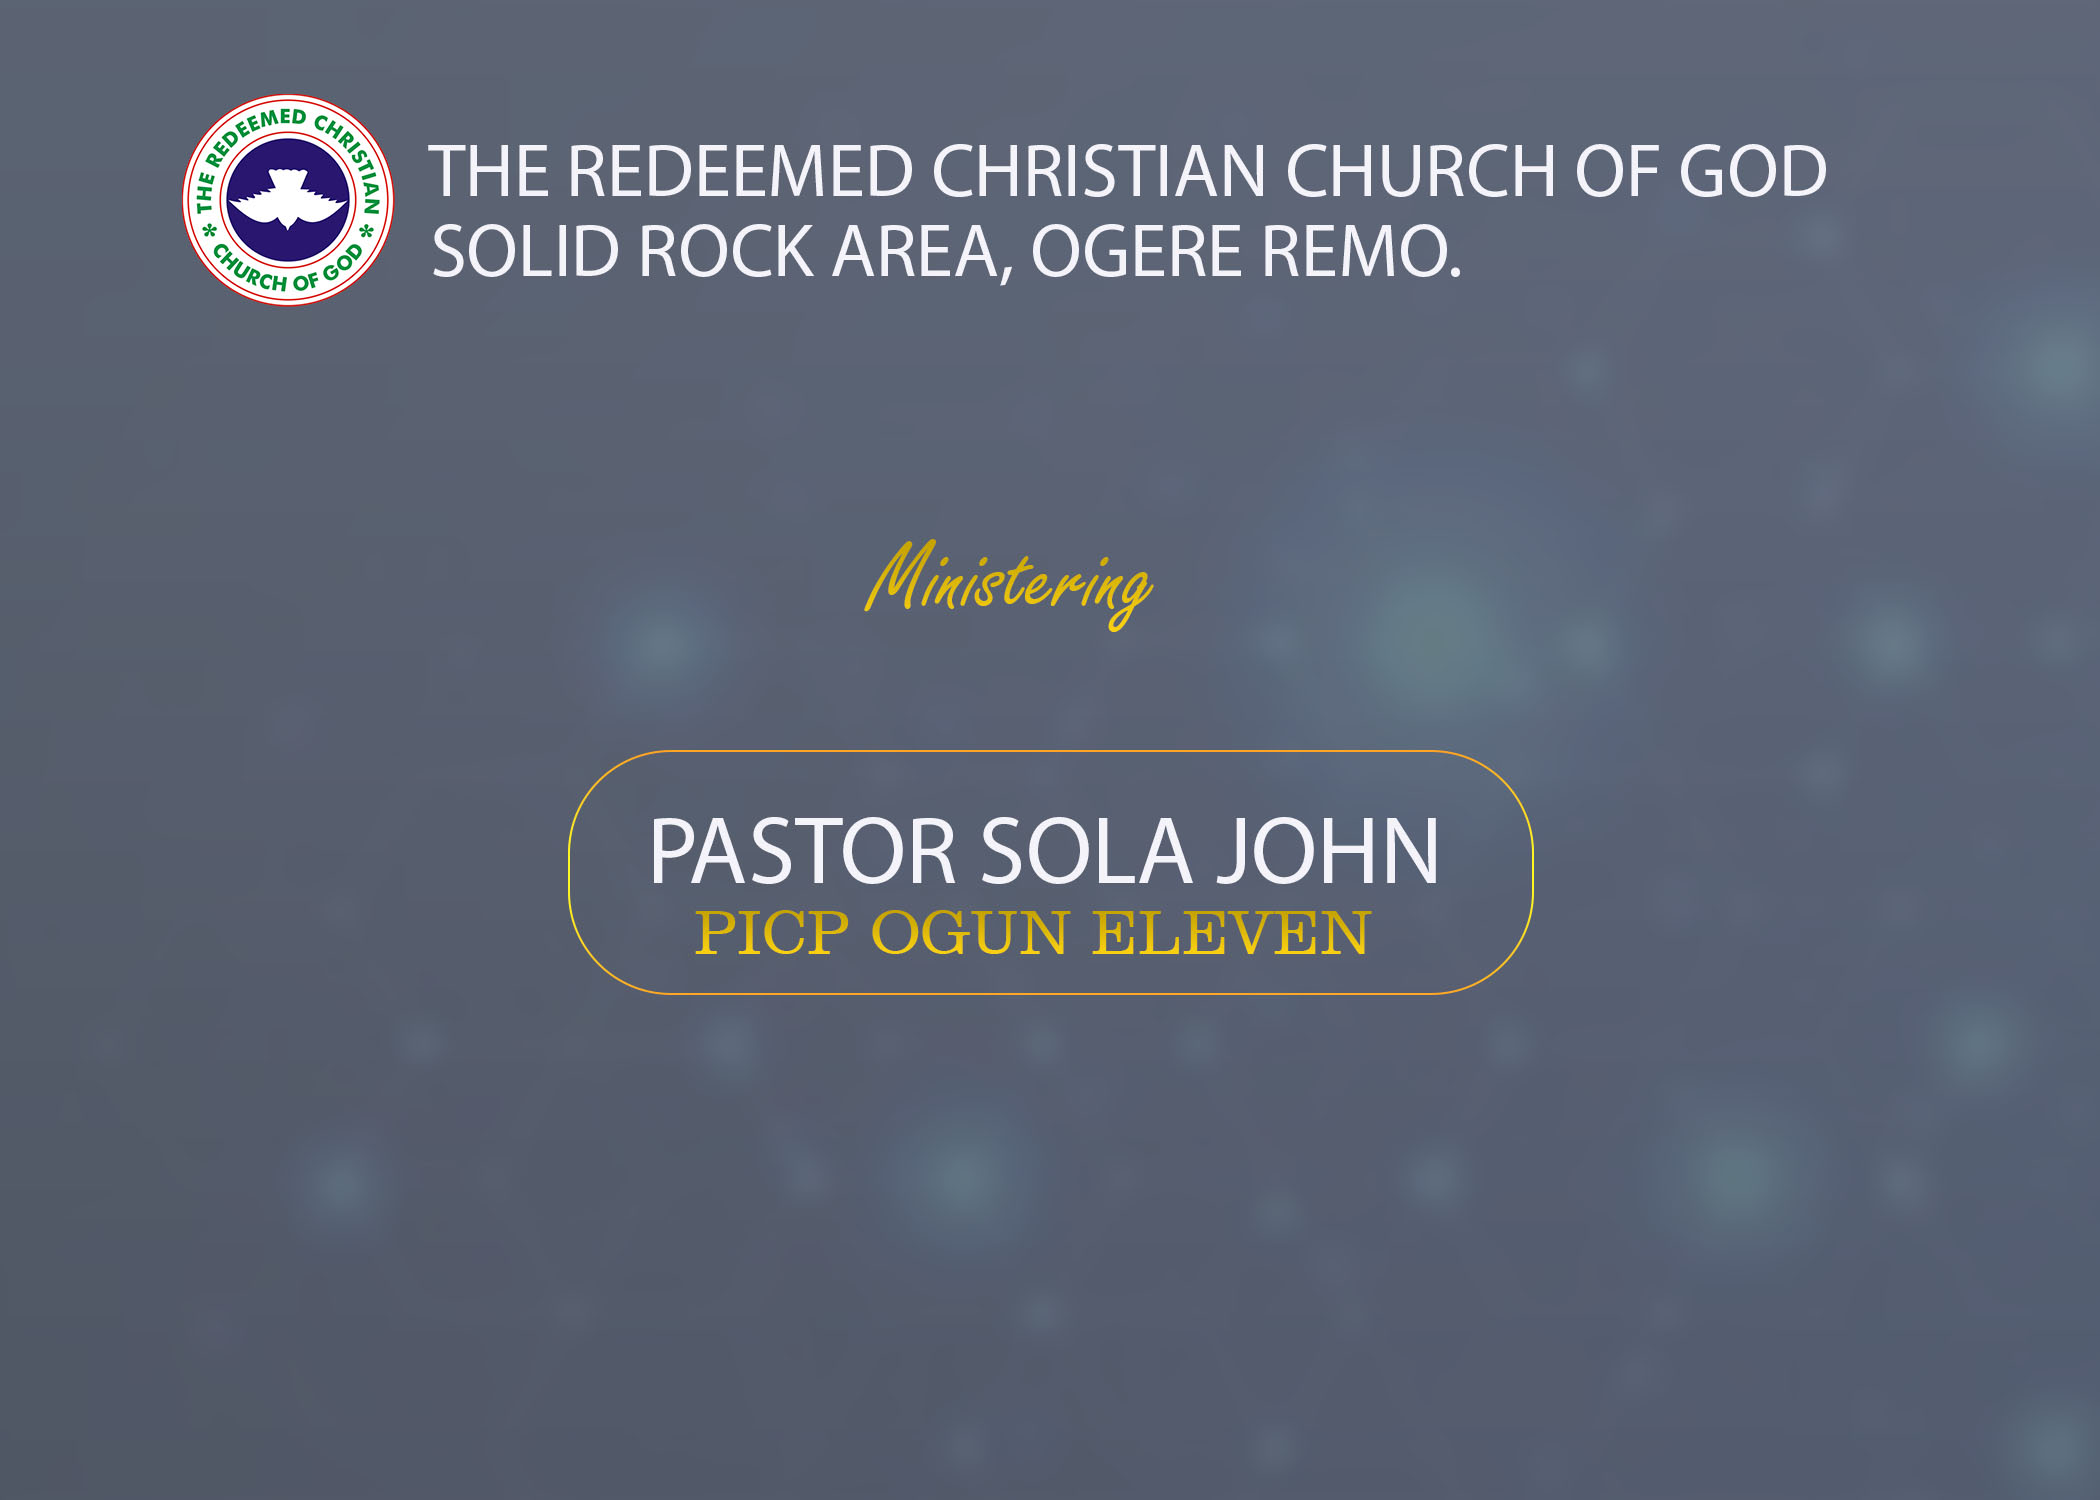 THE REDEEMED CHRISTIAN
CHURCH OF GOD
THE REDEEMED CHRISTIAN CHURCH OF GOD
SOLID ROCK AREA, OGERE REMO.
Ministering
PASTOR SOLA JOHN
PICP OGUN ELEVEN